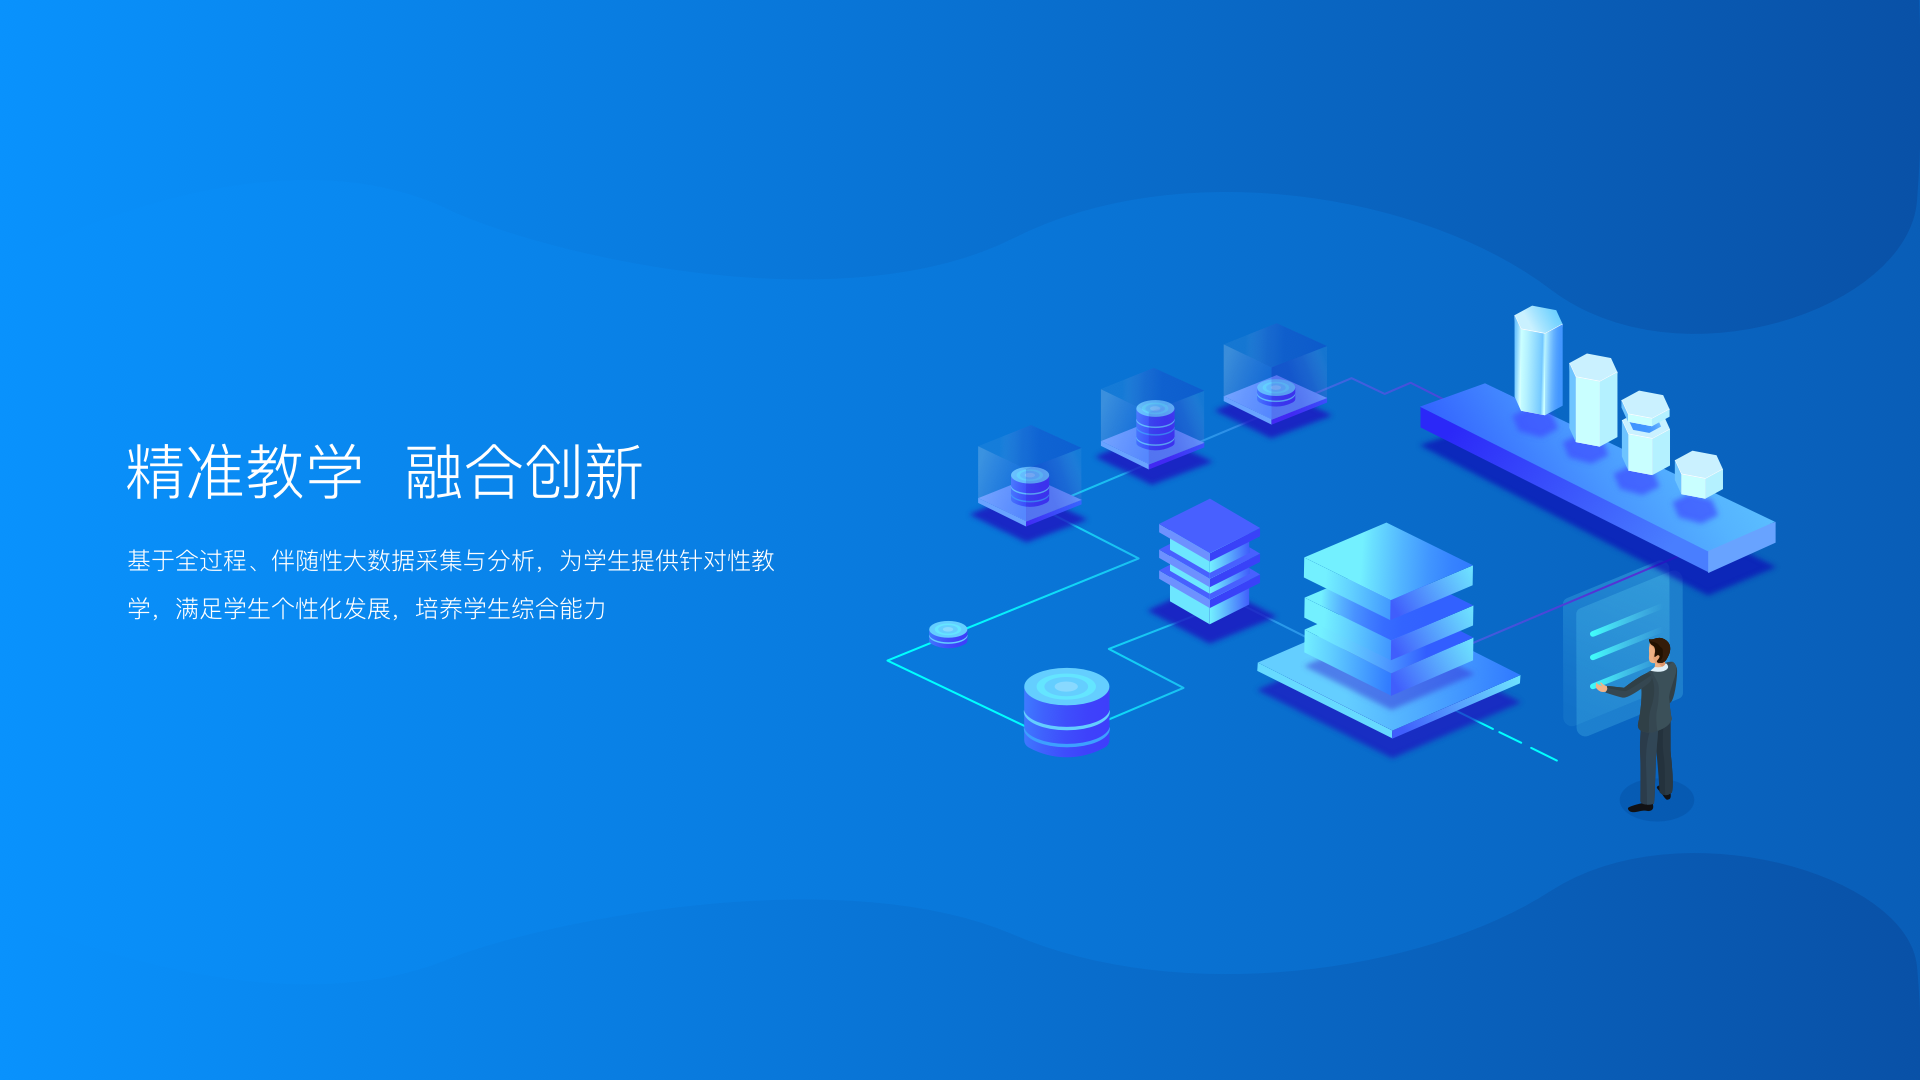 精准教学 融合创新
基于全过程、伴随性大数据采集与分析，为学生提供针对性教
学，满足学生个性化发展，培养学生综合能力